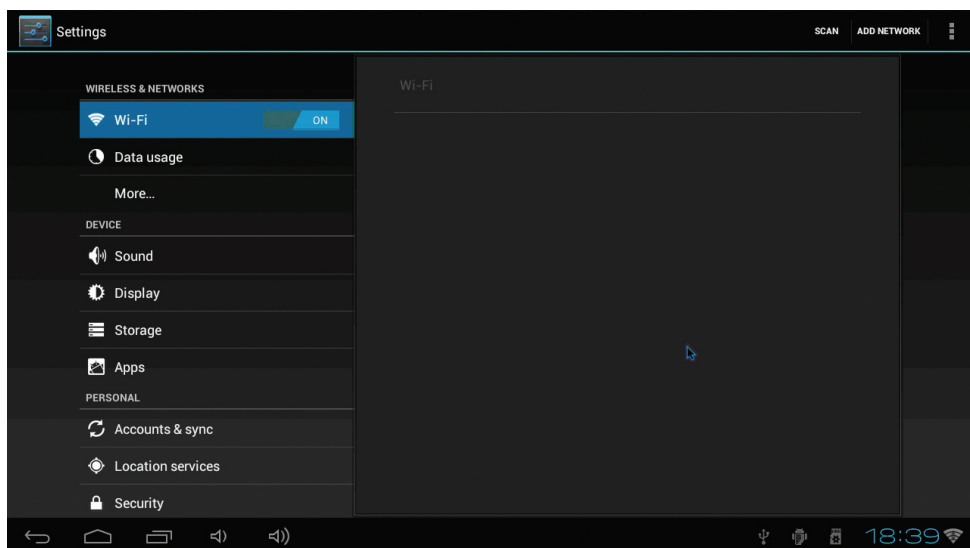 Settings
SCAN ADD NETWORK
WIRELESS & NETWORKS
Wi-Fi ON
Data usage
More...
DEVICE
Sound
Display
Storage
Apps
PERSONAL
Accounts & sync
Location services
Security
Wi-Fi
18:39